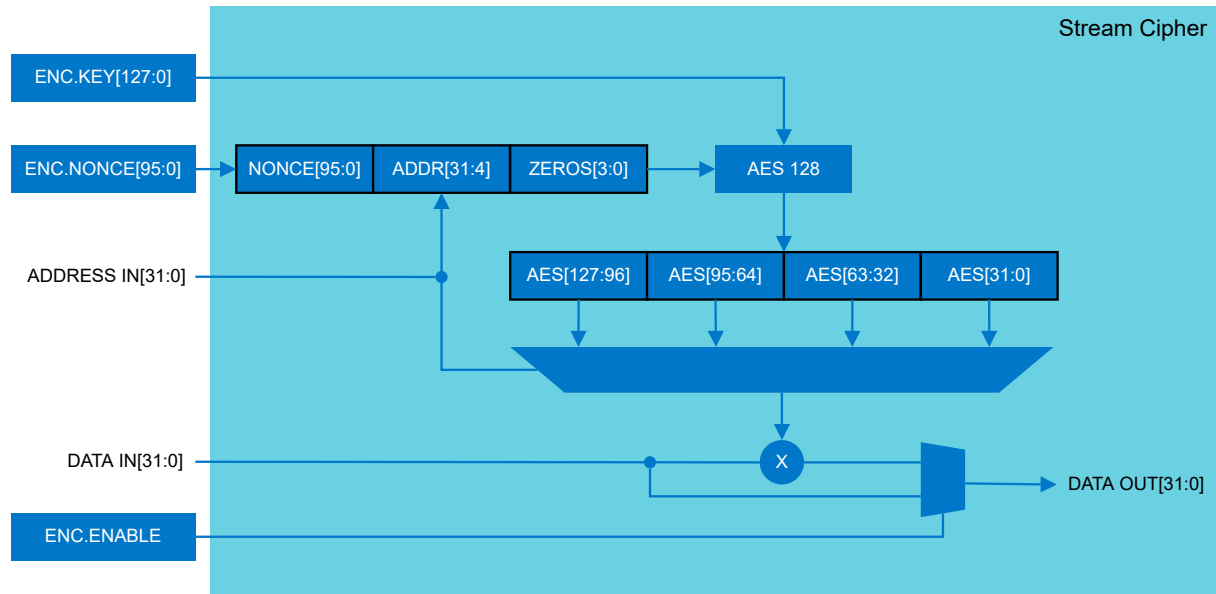 Stream Cipher
ENC.KEY[127:0]
ENC.NONCE[95:0]
NONCE[95:0]
ADDR[31:4]
ZEROS[3:0]
AES 128
ADDRESS IN[31:0]
AES[127:96]
AES[95:64]
AES[63:32]
AES[31:0]
DATA IN[31:0]
X
DATA OUT[31:0]
ENC.ENABLE